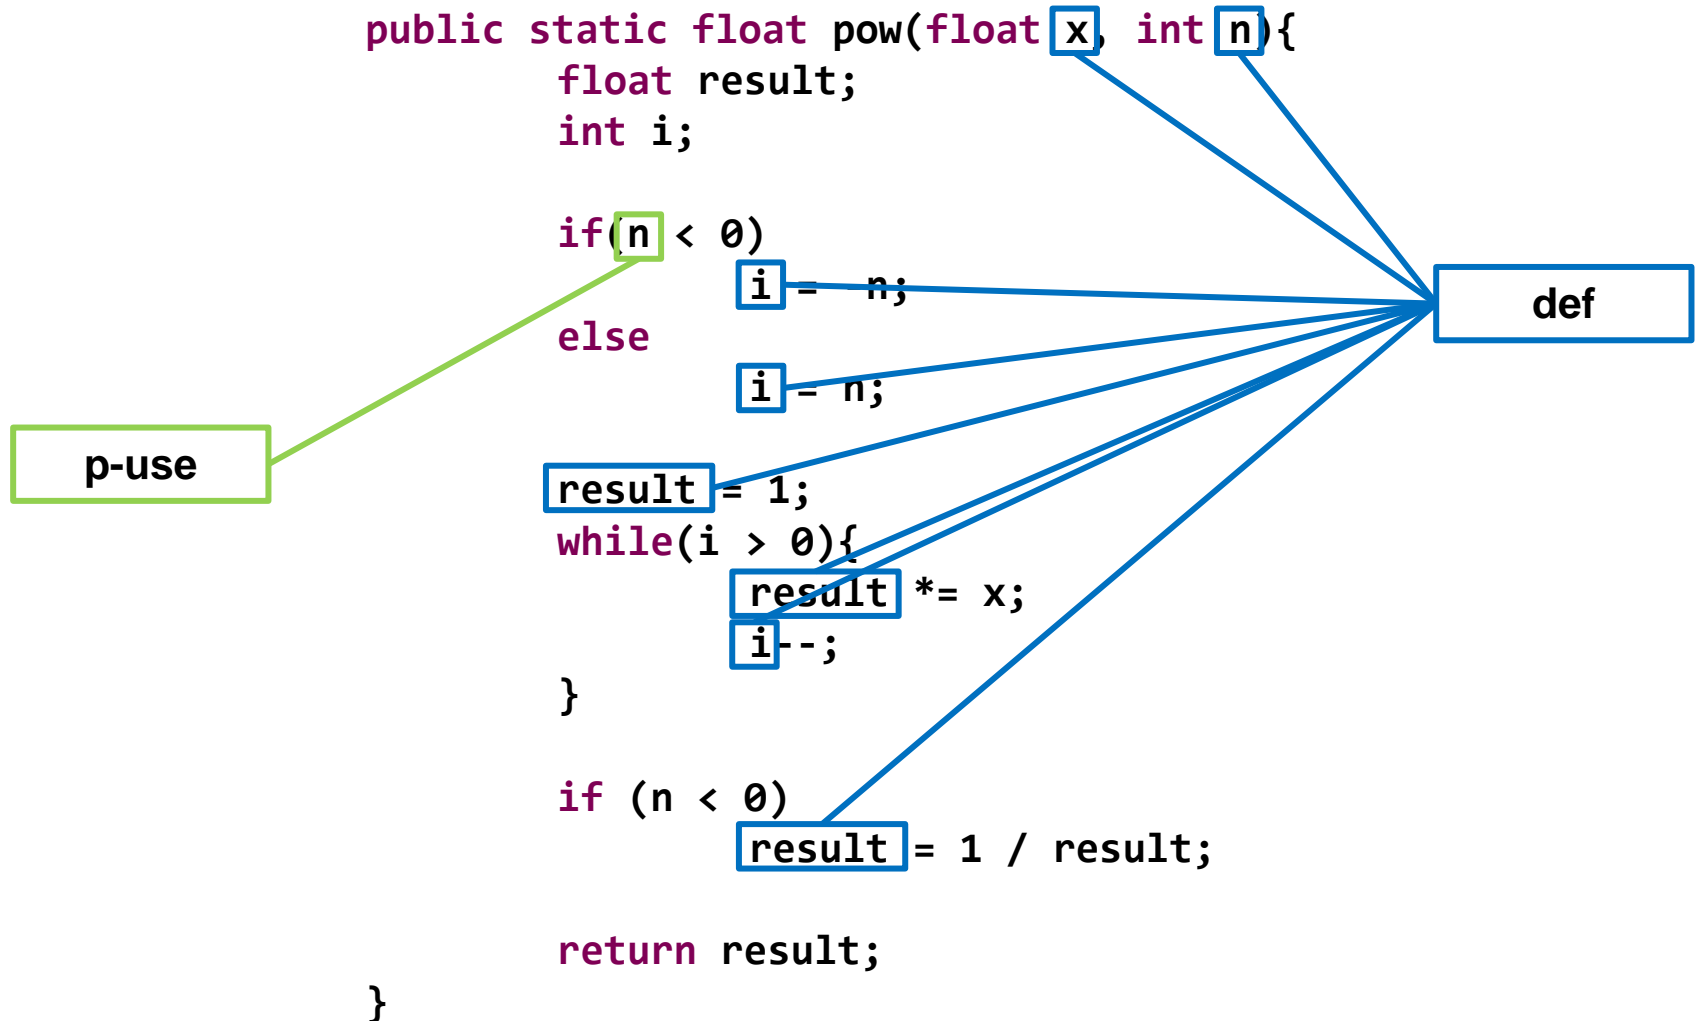 public static float pow(float x, int n){
float result;
int i;
if(n < 0)
i = -n;
else
i = n;
def
p-use
result = 1;
while(i > 0){
result *= x;
i--;
}
if (n < 0)
result = 1 / result;
return result;
}